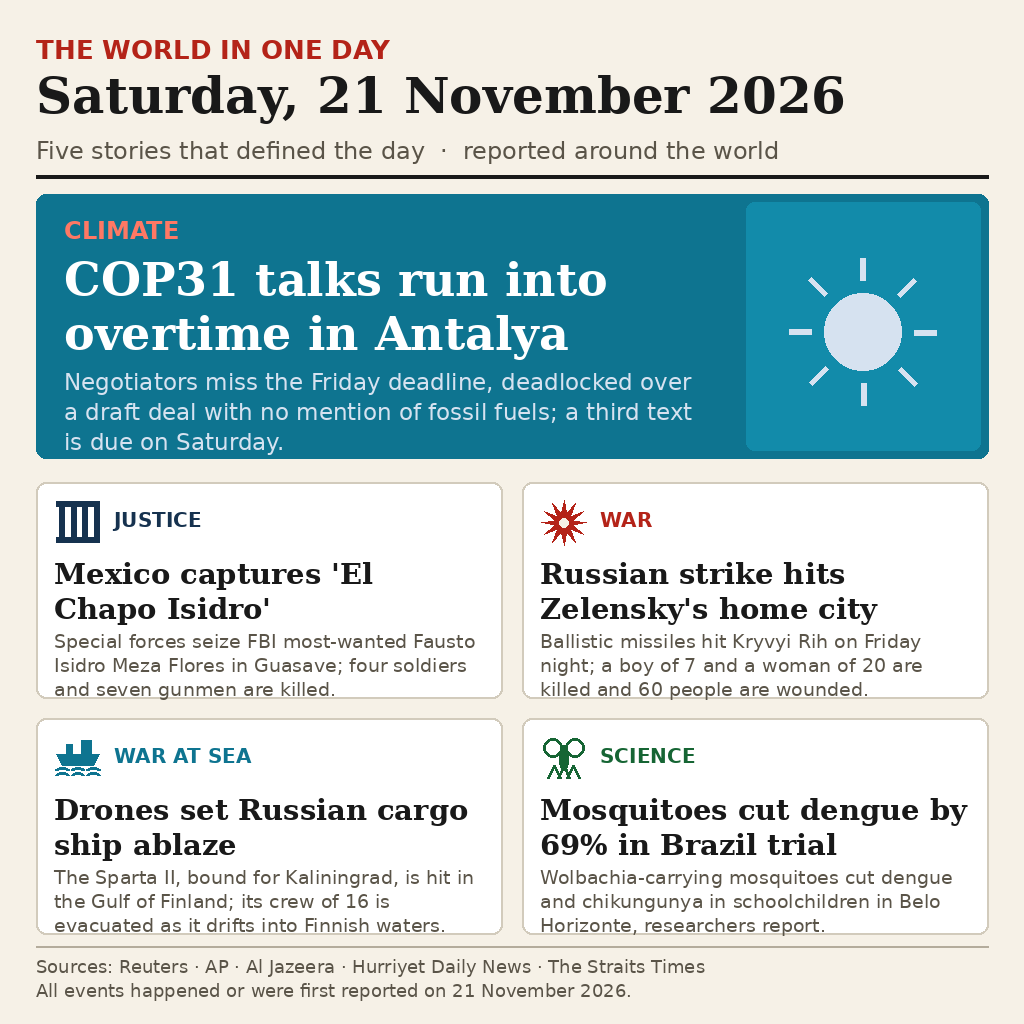 THE WORLD IN ONE DAY
Saturday, 21 November 2026
Five stories that defined the day · reported around the world
CLIMATE
COP31 talks run into
overtime in Antalya
Negotiators miss the Friday deadline, deadlocked over
a draft deal with no mention of fossil fuels; a third text
is due on Saturday.
JUSTICE
Mexico captures 'El
Chapo Isidro'
Special forces seize FBI most-wanted Fausto
Isidro Meza Flores in Guasave; four soldiers
and seven gunmen are killed.
WAR
Russian strike hits
Zelensky's home city
Ballistic missiles hit Kryvyi Rih on Friday
night; a boy of 7 and a woman of 20 are
killed and 60 people are wounded.
WAR AT SEA
Drones set Russian cargo
ship ablaze
The Sparta II, bound for Kaliningrad, is hit in
the Gulf of Finland; its crew of 16 is
evacuated as it drifts into Finnish waters.
SCIENCE
Mosquitoes cut dengue by
69% in Brazil trial
Wolbachia-carrying mosquitoes cut dengue
and chikungunya in schoolchildren in Belo
Horizonte, researchers report.
Sources: Reuters · AP · Al Jazeera · Hurriyet Daily News · The Straits Times
All events happened or were first reported on 21 November 2026.